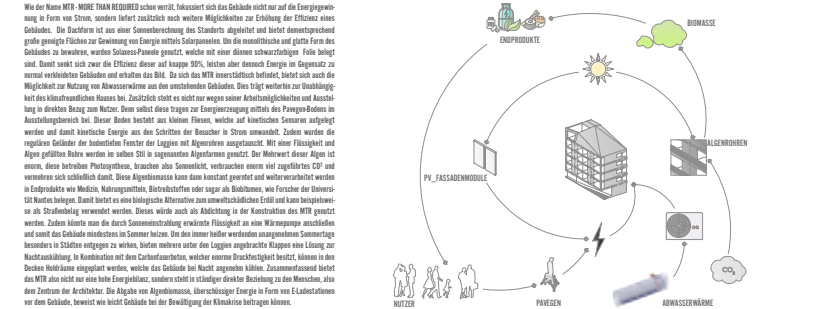 Wie der Name MTR - MORE THAN REQUIRED schon verrät, fokussiert sich das Gebäude nicht nur auf die Energiegewin-
nung in Form von Strom, sondern liefert zusätzlich noch weitere Möglichkeiten zur Erhöhung der Effizienz eines
Gebäudes. Die Dachform ist aus einer Sonnenberechnung des Standorts abgeleitet und bietet dementsprechend
große geneigte Flächen zur Gewinnung von Energie mittels Solarpaneelen. Um die monolithische und glatte Form des
Gebäudes zu bewahren, wurden Solaxess-Paneele genutzt, welche mit einer dünnen schwarzfarbigen Folie belegt
sind. Damit senkt sich zwar die Effizienz dieser auf knappe 90%, leisten aber dennoch Energie im Gegensatz zu
normal verkleideten Gebäuden und erhalten das Bild. Da sich das MTR innerstädtisch befindet, bietet sich auch die
Möglichkeit zur Nutzung von Abwasserwärme aus den umstehenden Gebäuden. Dies trägt weiterhin zur Unabhängig-
keit des klimafreundlichen Hauses bei. Zusätzlich steht es nicht nur wegen seiner Arbeitsmöglichkeiten und Ausstel-
lung in direkten Bezug zum Nutzer. Denn selbst diese tragen zur Energieerzeugung mittels des Pavegen-Bodens im
Ausstellungsbereich bei. Dieser Boden besteht aus kleinen Fliesen, welche auf kinetischen Sensoren aufgelegt
werden und damit kinetische Energie aus den Schritten der Besucher in Strom umwandelt. Zudem wurden die
regulären Geländer der bodentiefen Fenster der Loggien mit Algenrohren ausgetauscht. Mit einer Flüssigkeit und
Algen gefüllten Rohre werden im selben Stil in sogenannten Algenfarmen genutzt. Der Mehrwert dieser Algen ist
enorm, diese betreiben Photosynthese, brauchen also Sonnenlicht, verbrauchen enorm viel zugeführtes CO² und
vermehren sich schließlich damit. Diese Algenbiomasse kann dann konstant geerntet und weiterverarbeitet werden
in Endprodukte wie Medizin, Nahrungsmitteln, Biotreibstoffen oder sogar als Biobitumen, wie Forscher der Universi-
tät Nantes belegen. Damit bietet es eine biologische Alternative zum umweltschädlichen Erdöl und kann beispielswei-
se als Straßenbelag verwendet werden. Dieses würde auch als Abdichtung in der Konstruktion des MTR genutzt
werden. Zudem könnte man die durch Sonneneinstrahlung erwärmte Flüssigkeit an eine Wärmepumpe anschließen
und somit das Gebäude mindestens im Sommer heizen. Um den immer heißer werdenden unangenehmen Sommertage
besonders in Städten entgegen zu wirken, bieten mehrere unter den Loggien angebrachte Klappen eine Lösung zur
Nachtauskühlung. In Kombination mit dem Carbonfaserbeton, welcher enorme Druckfestigkeit besitzt, können in den
Decken Hohlräume eingeplant werden, welche das Gebäude bei Nacht angenehm kühlen. Zusammenfassend bietet
das MTR also nicht nur eine hohe Energiebilanz, sondern steht in ständiger direkter Beziehung zu den Menschen, also
dem Zentrum der Architektur. Die Abgabe von Algenbiomasse, überschüssiger Energie in Form von E-Ladestationen
vor dem Gebäude, beweist wie leicht Gebäude bei der Bewältigung der Klimakrise beitragen können.
ENDPRODUKTE
BIOMASSE
ALGENROHREN
PV_FASSADENMODULE
CO₂
NUTZER
PAVEGEN
ABWASSERWÄRME